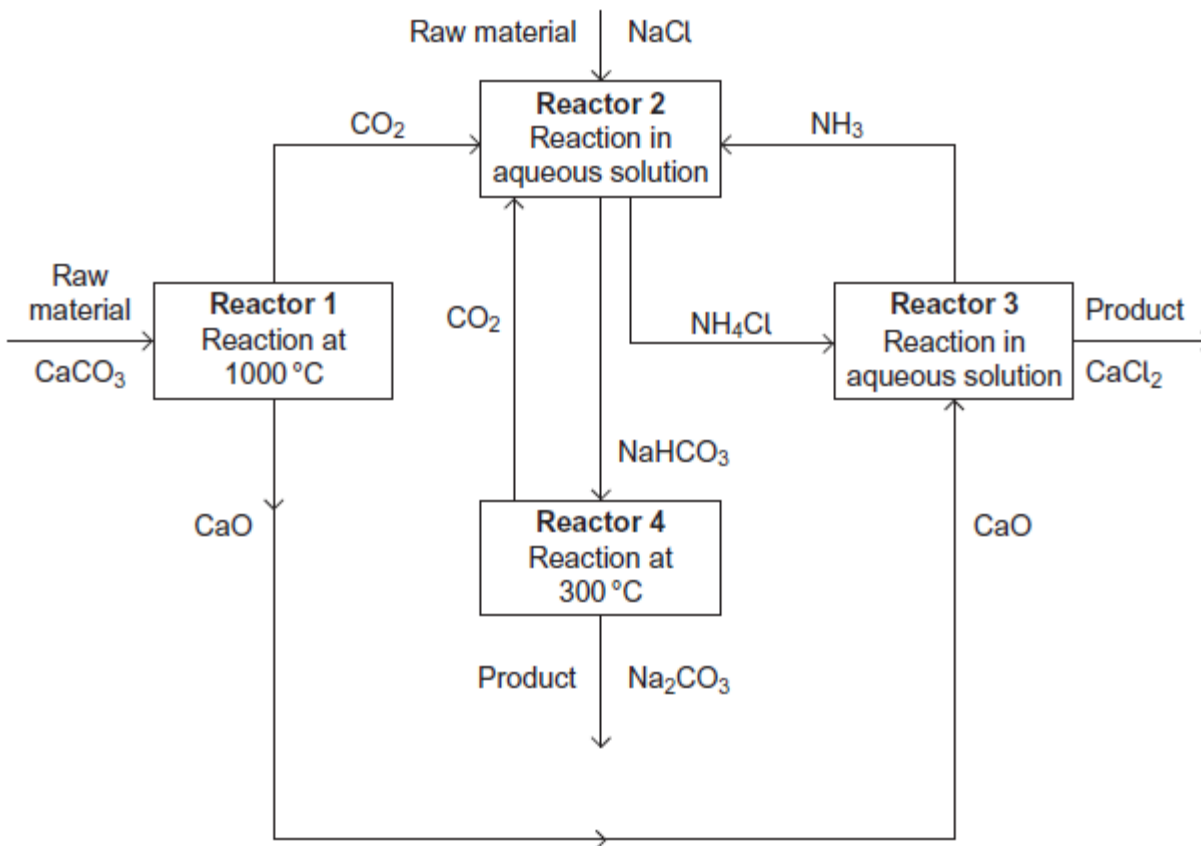 Raw material NaCl
Reactor 2
Reaction in
aqueous solution
CO₂
NH₃
Raw
material
CaCO₃
Reactor 1
Reaction at
1000 °C
CO₂
NH₄Cl
Reactor 3
Reaction in
aqueous solution
Product
CaCl₂
NaHCO₃
CaO
Reactor 4
Reaction at
300 °C
CaO
Product Na₂CO₃